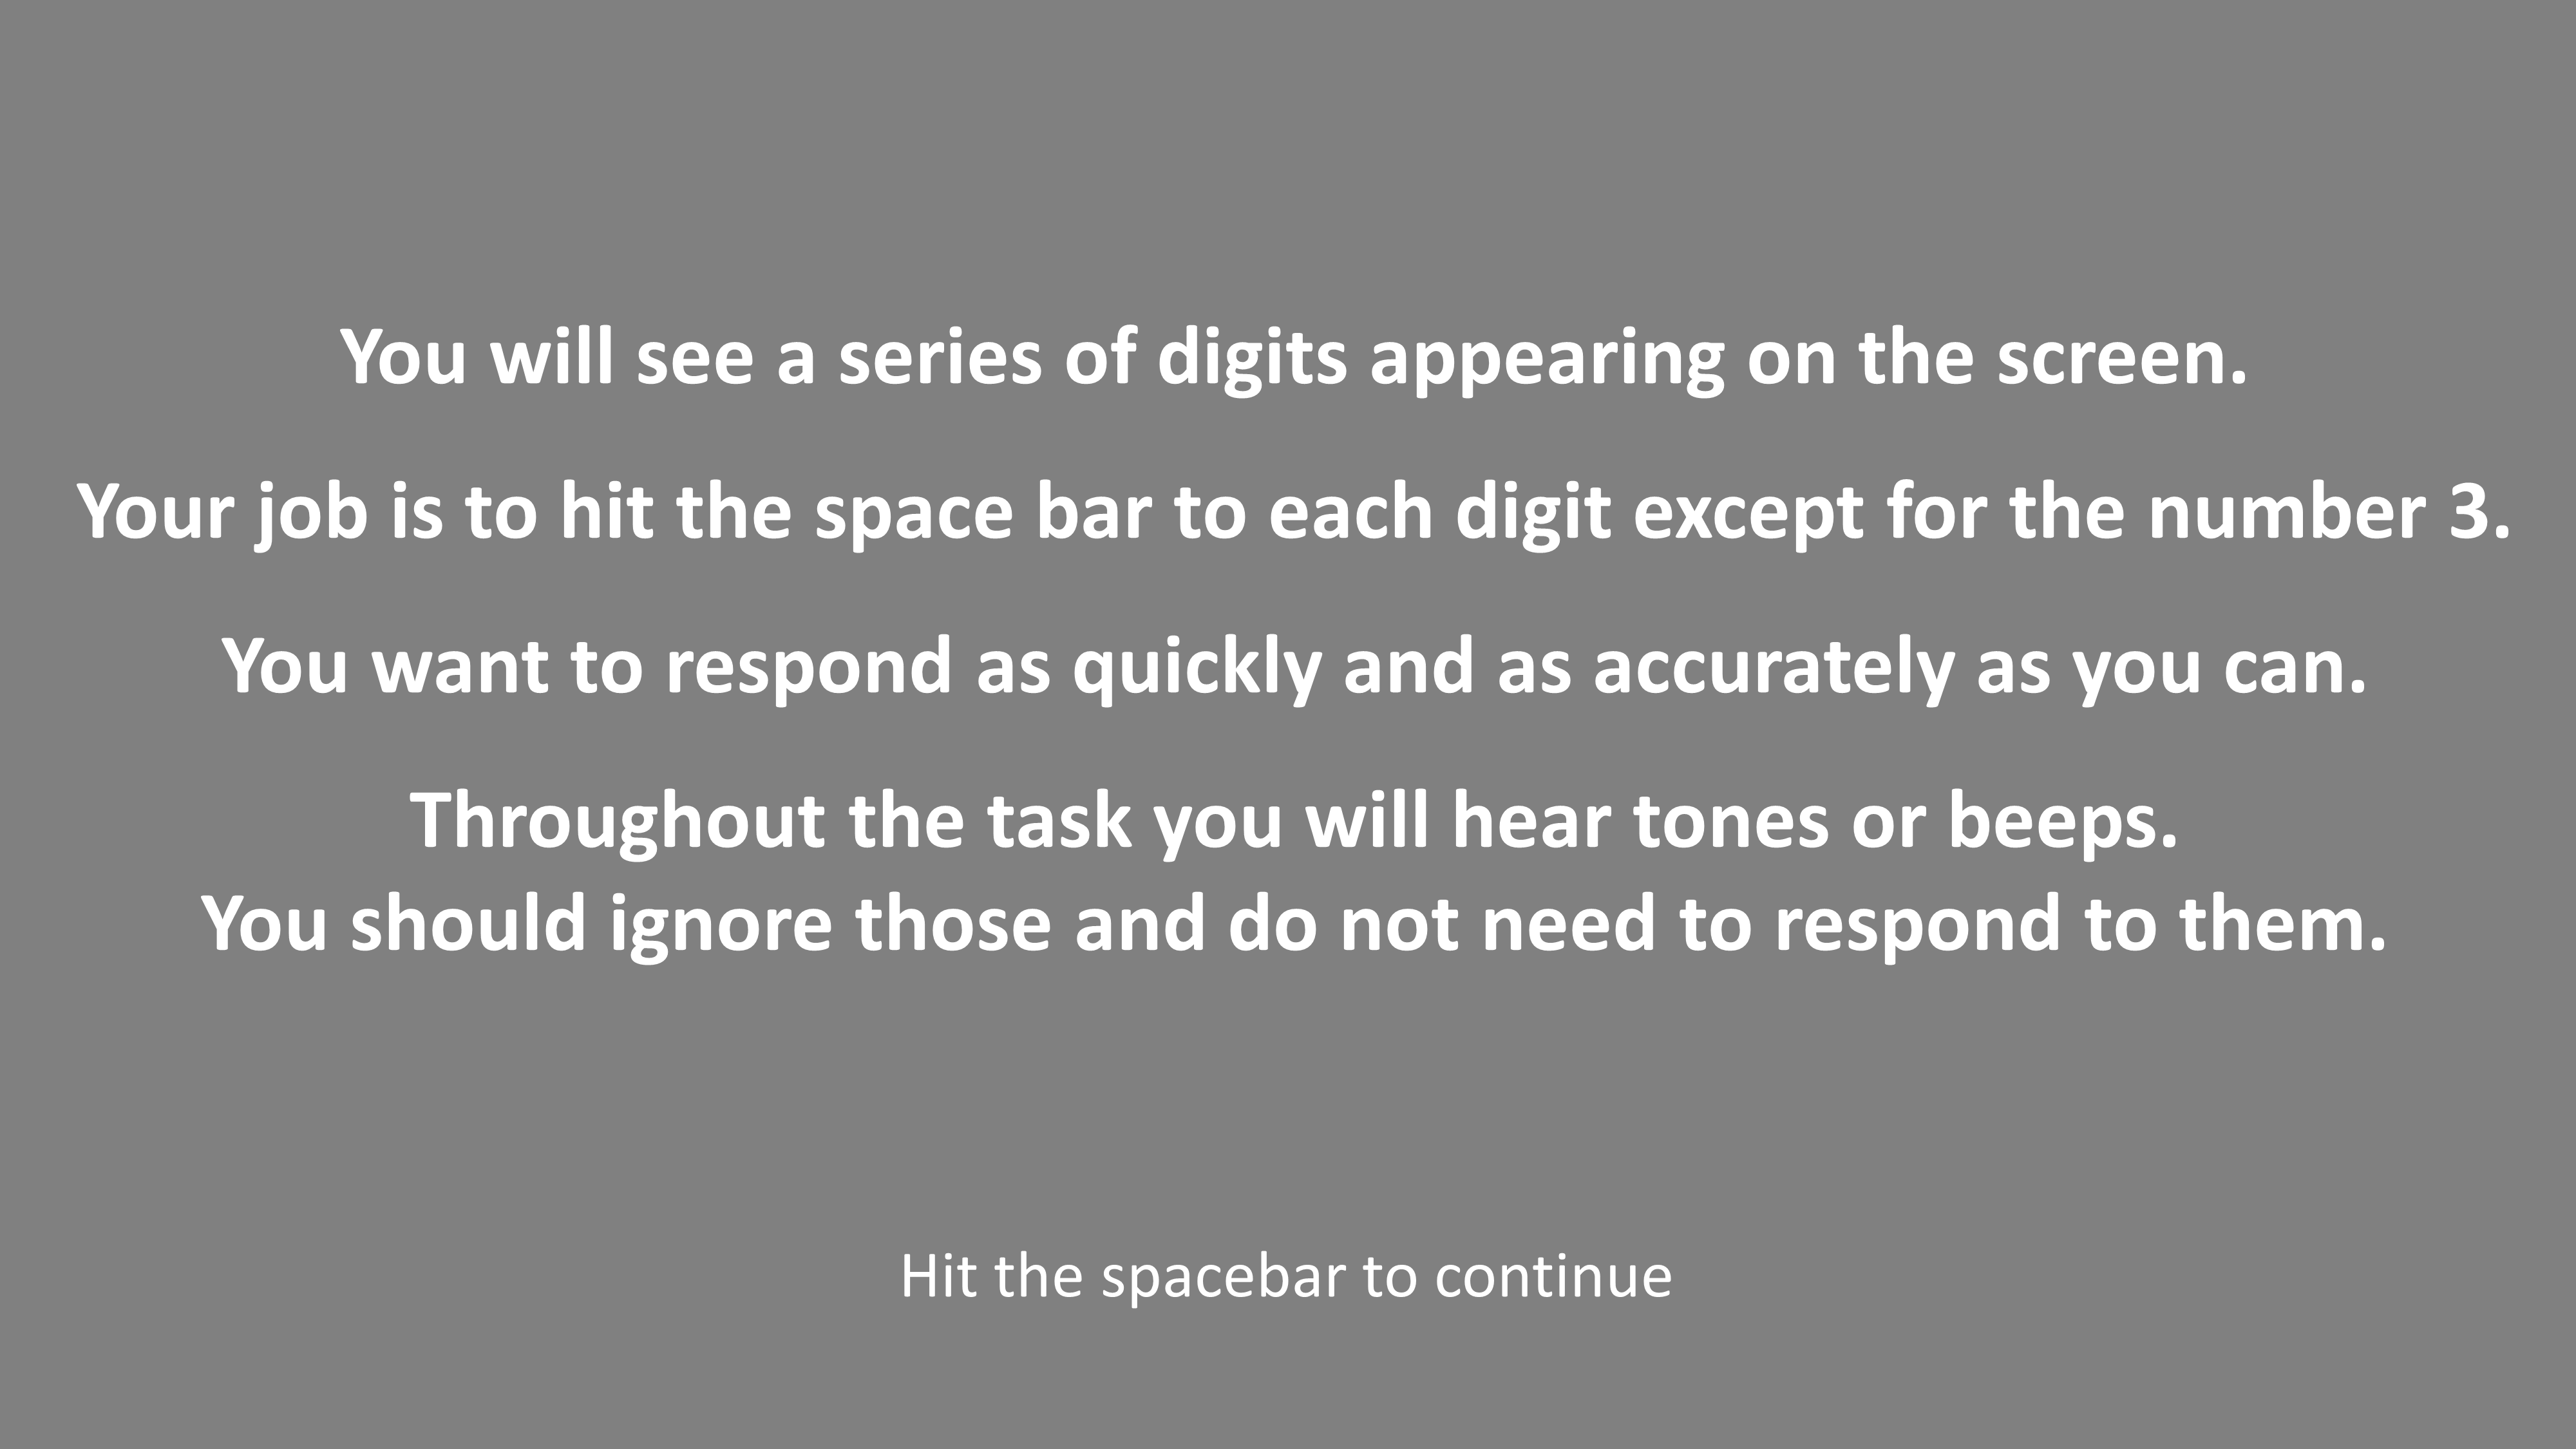 You will see a series of digits appearing on the screen.
Your job is to hit the space bar to each digit except for the number 3.
You want to respond as quickly and as accurately as you can.
Throughout the task you will hear tones or beeps.
You should ignore those and do not need to respond to them.
Hit the spacebar to continue